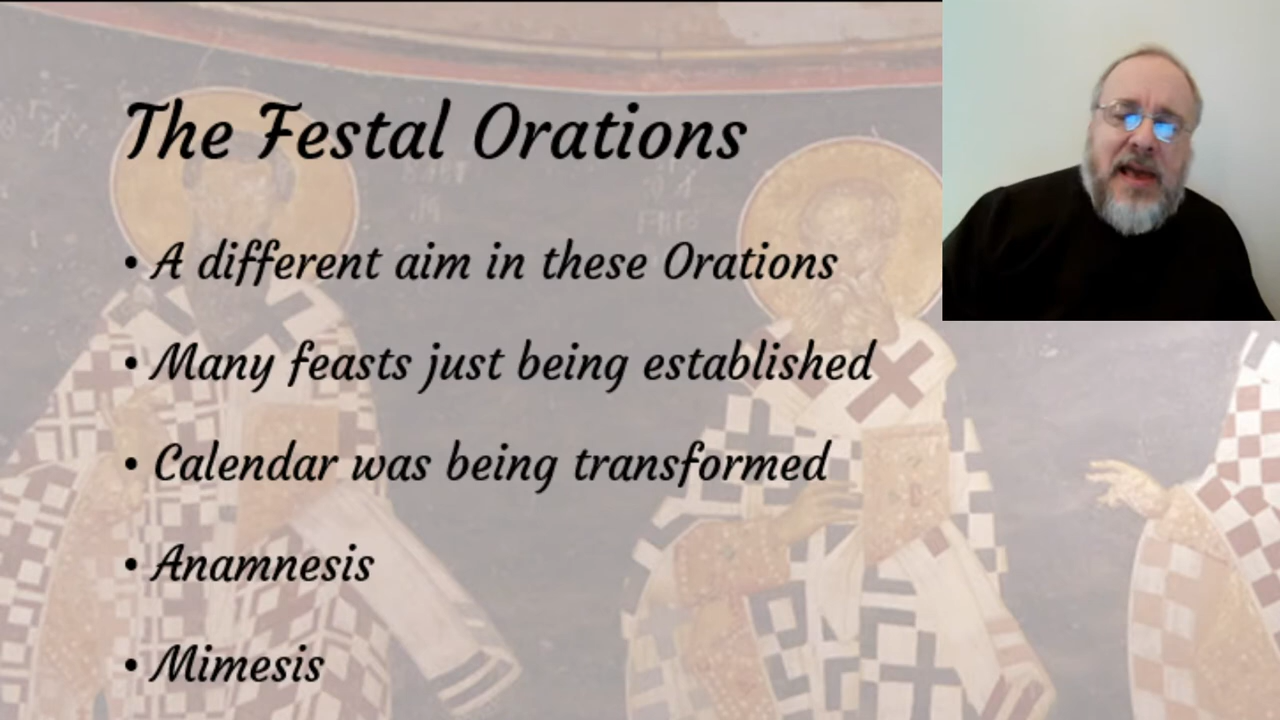 The Festal Orations
• A different aim in these Orations
• Many feasts just being established
• Calendar was being transformed
• Anamnesis
• Mimesis